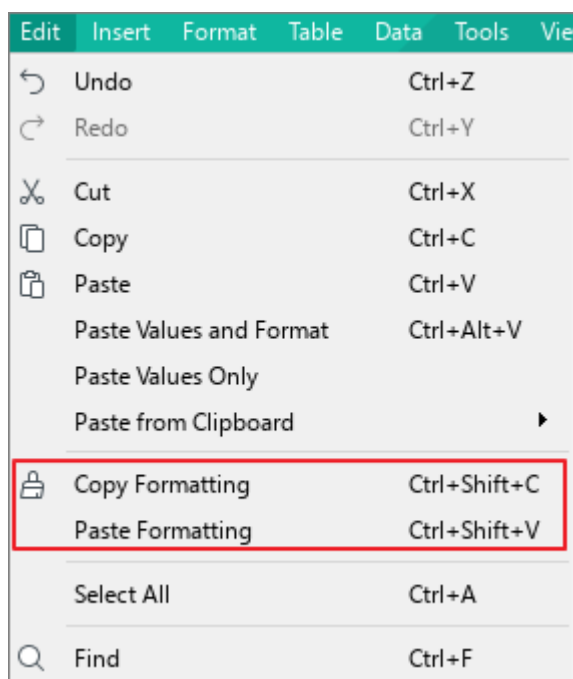 Edit Insert Format Table Data Tools Vie
Undo Ctrl+Z
Redo Ctrl+Y
Cut Ctrl+X
Copy Ctrl+C
Paste Ctrl+V
Paste Values and Format Ctrl+Alt+V
Paste Values Only
Paste from Clipboard
Copy Formatting Ctrl+Shift+C
Paste Formatting Ctrl+Shift+V
Select All Ctrl+A
Find Ctrl+F